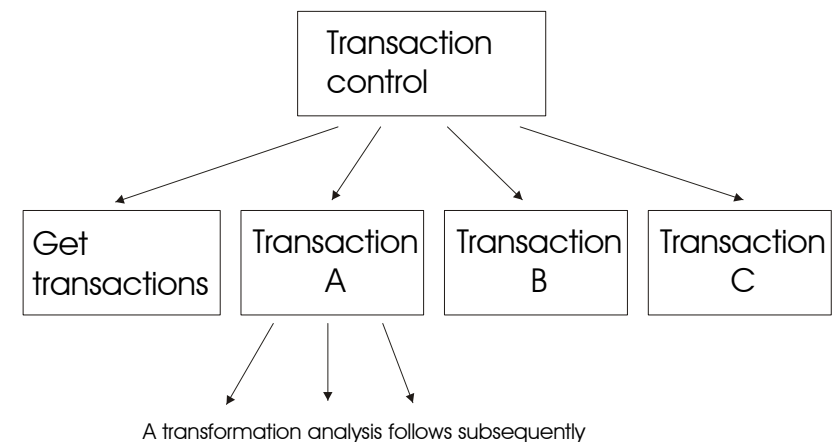 Transaction
control
Get
transactions
Transaction
A
Transaction
B
Transaction
C
A transformation analysis follows subsequently